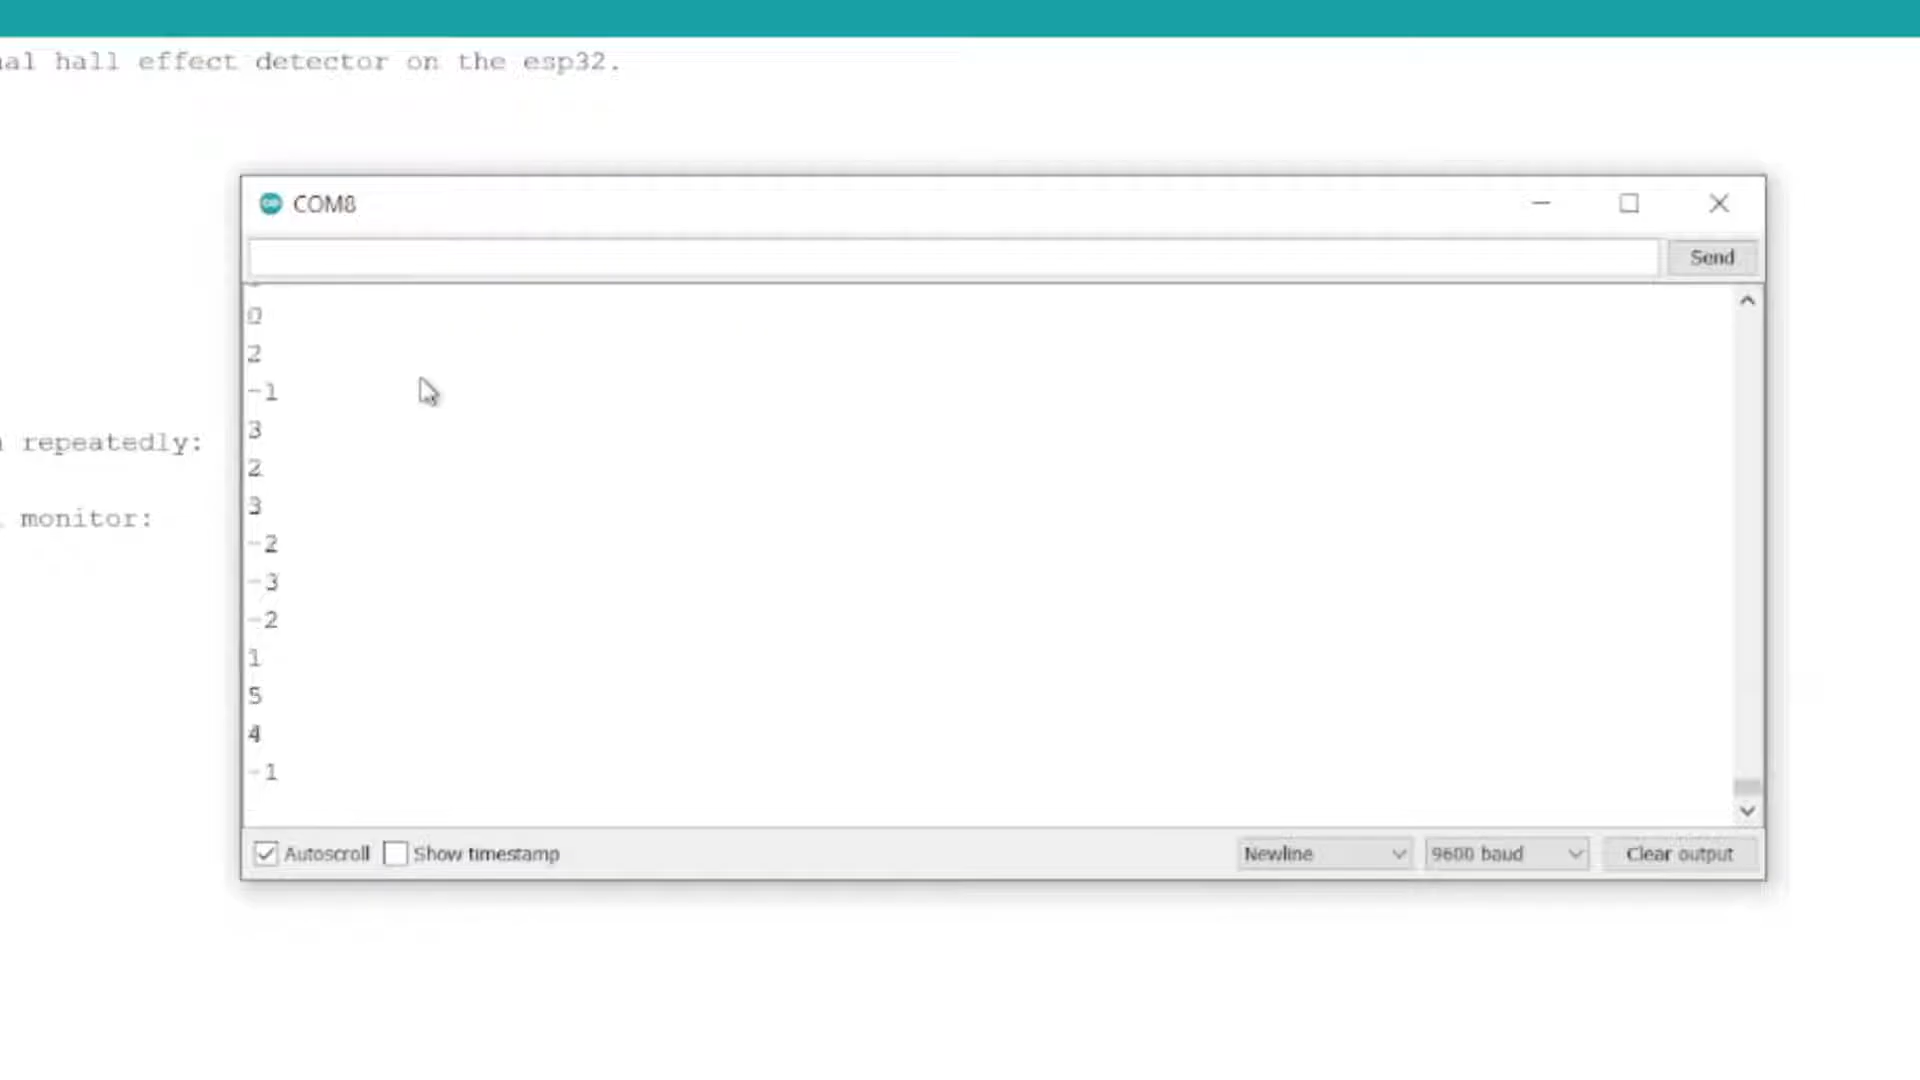 hall effect detector on the esp32.
COM8
Send
0
2
-1
3
repeatedly:
2
3
monitor:
-2
-3
-2
1
5
4
-1
Autoscroll Show timestamp Newline 9600 baud Clear output